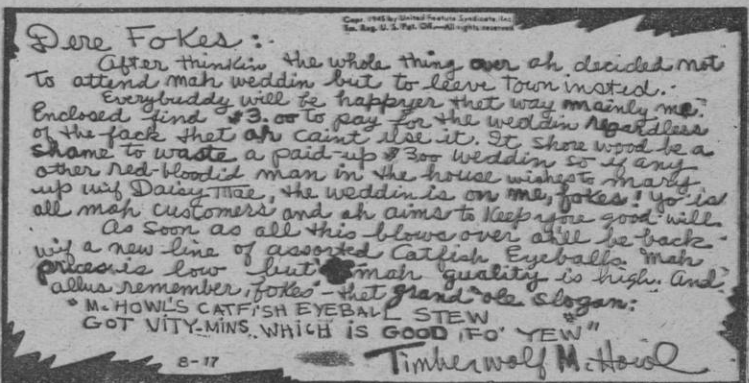 Copr. 1945 by United Feature Syndicate, Inc.
Tm. Reg. U. S. Pat. Off.—All rights reserved
Dere Fokes:
After thinkin the whole thing over ah decided not
to attend mah weddin but to leeve town insted.
Everybuddy will be happyer thet way mainly me.
Enclosed find $3.00 to pay for the weddin regardless
of the fack thet ah caint use it. It shore wood be a
shame to waste a paid-up $3.00 weddin so if any
other red-bloodid man in the house wishes to marry
up wif Daisy Mae, the weddin is on me, fokes! Yo' is
all mah customers and ah aims to keep yore good will.
As soon as all this blows over ah'll be back
wif a new line of assorted Catfish Eyeballs. Mah
prices is low but mah quality is high. And
allus remember, fokes - thet grand ole slogan:
"McHOWL'S CATFISH EYEBALL STEW
GOT VITY-MINS WHICH IS GOOD FO' YEW"
Timberwolf McHowl
8-17